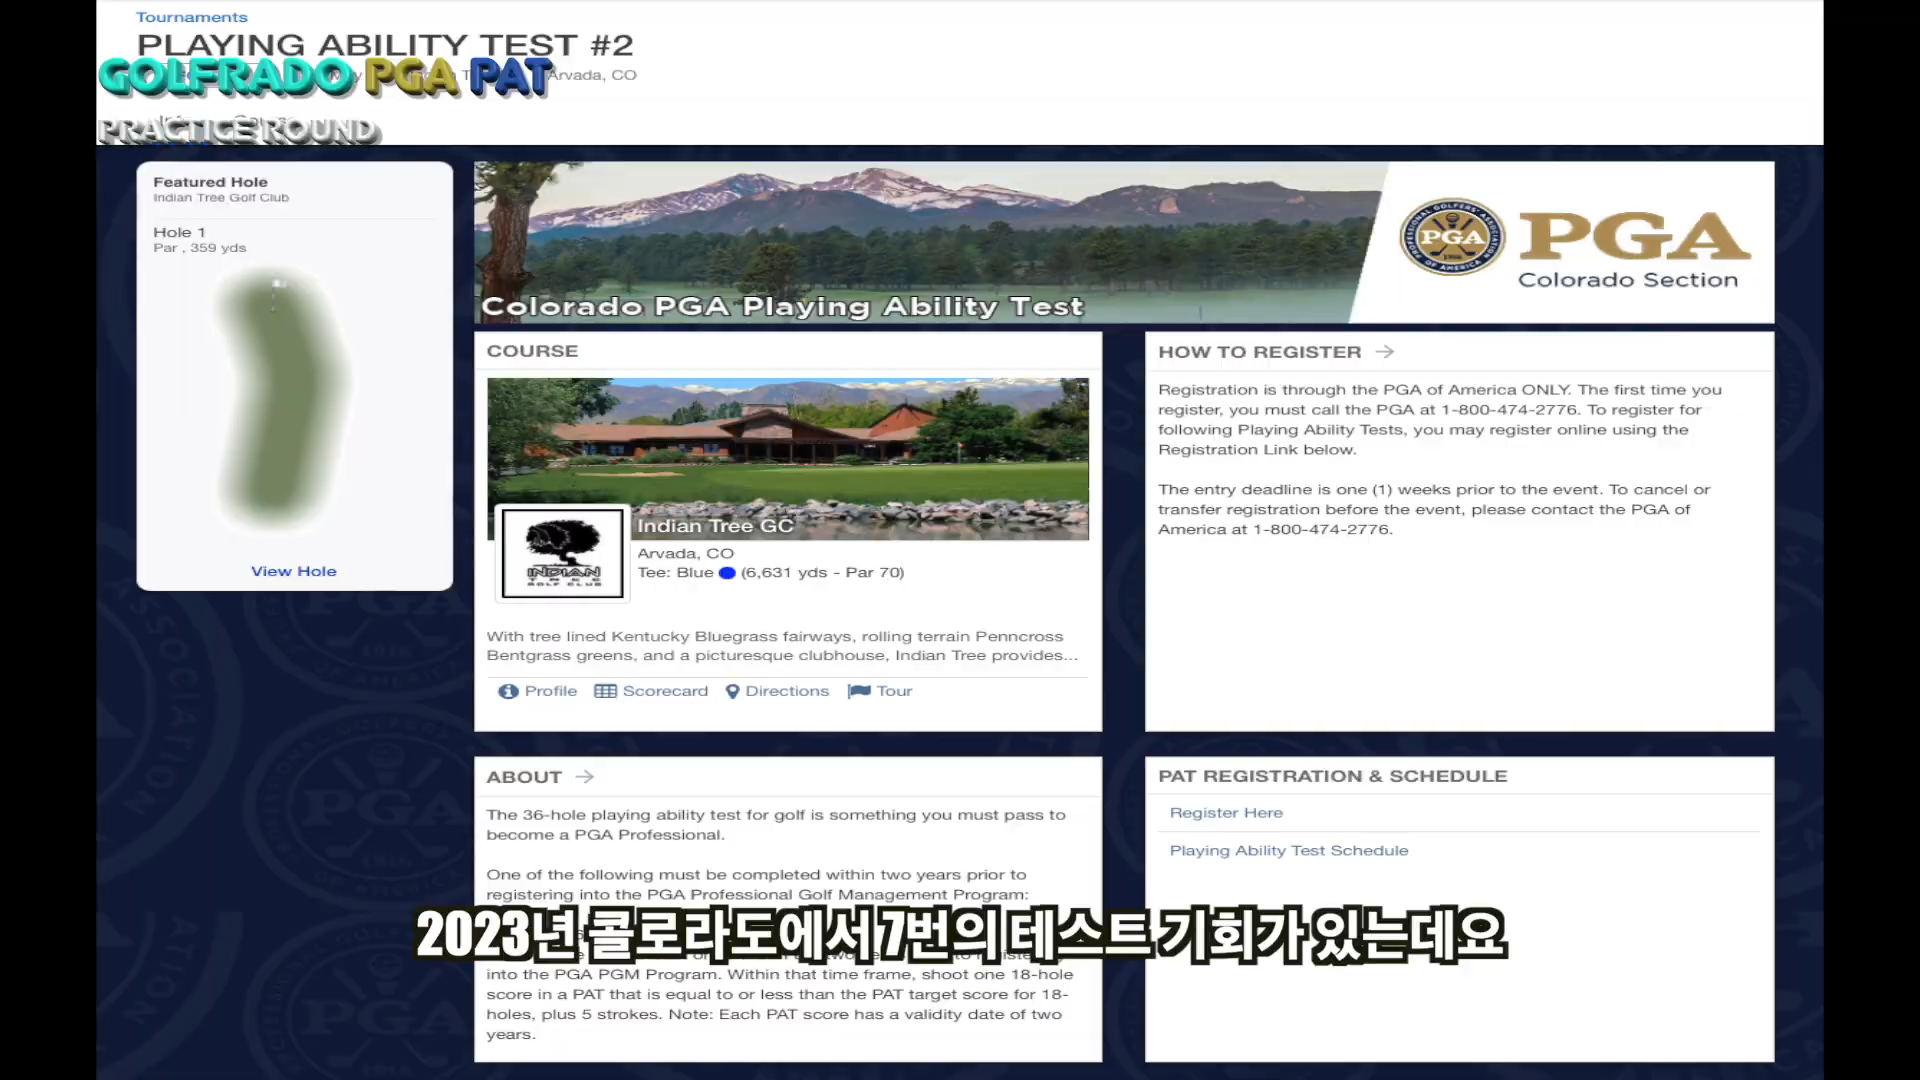 Tournaments
PLAYING ABILITY TEST #2
Arvada, CO
GOLFRADO PGA PAT
PRACTICE ROUND
Featured Hole
Indian Tree Golf Club
Hole 1
Par , 359 yds
View Hole
Colorado PGA Playing Ability Test
PGA
PGA
Colorado Section
COURSE
Indian Tree GC
INDIAN
TREE
GOLF CLUB
Arvada, CO
Tee: Blue (6,631 yds - Par 70)
With tree lined Kentucky Bluegrass fairways, rolling terrain Penncross
Bentgrass greens, and a picturesque clubhouse, Indian Tree provides...
Profile Scorecard Directions Tour
HOW TO REGISTER
Registration is through the PGA of America ONLY. The first time you
register, you must call the PGA at 1-800-474-2776. To register for
following Playing Ability Tests, you may register online using the
Registration Link below.
The entry deadline is one (1) weeks prior to the event. To cancel or
transfer registration before the event, please contact the PGA of
America at 1-800-474-2776.
ABOUT
The 36-hole playing ability test for golf is something you must pass to
become a PGA Professional.
One of the following must be completed within two years prior to
registering into the PGA Professional Golf Management Program:
into the PGA PGM Program. Within that time frame, shoot one 18-hole
score in a PAT that is equal to or less than the PAT target score for 18-
holes, plus 5 strokes. Note: Each PAT score has a validity date of two
years.
PAT REGISTRATION & SCHEDULE
Register Here
Playing Ability Test Schedule
2023년 콜로라도에서 7번의 테스트 기회가 있는데요